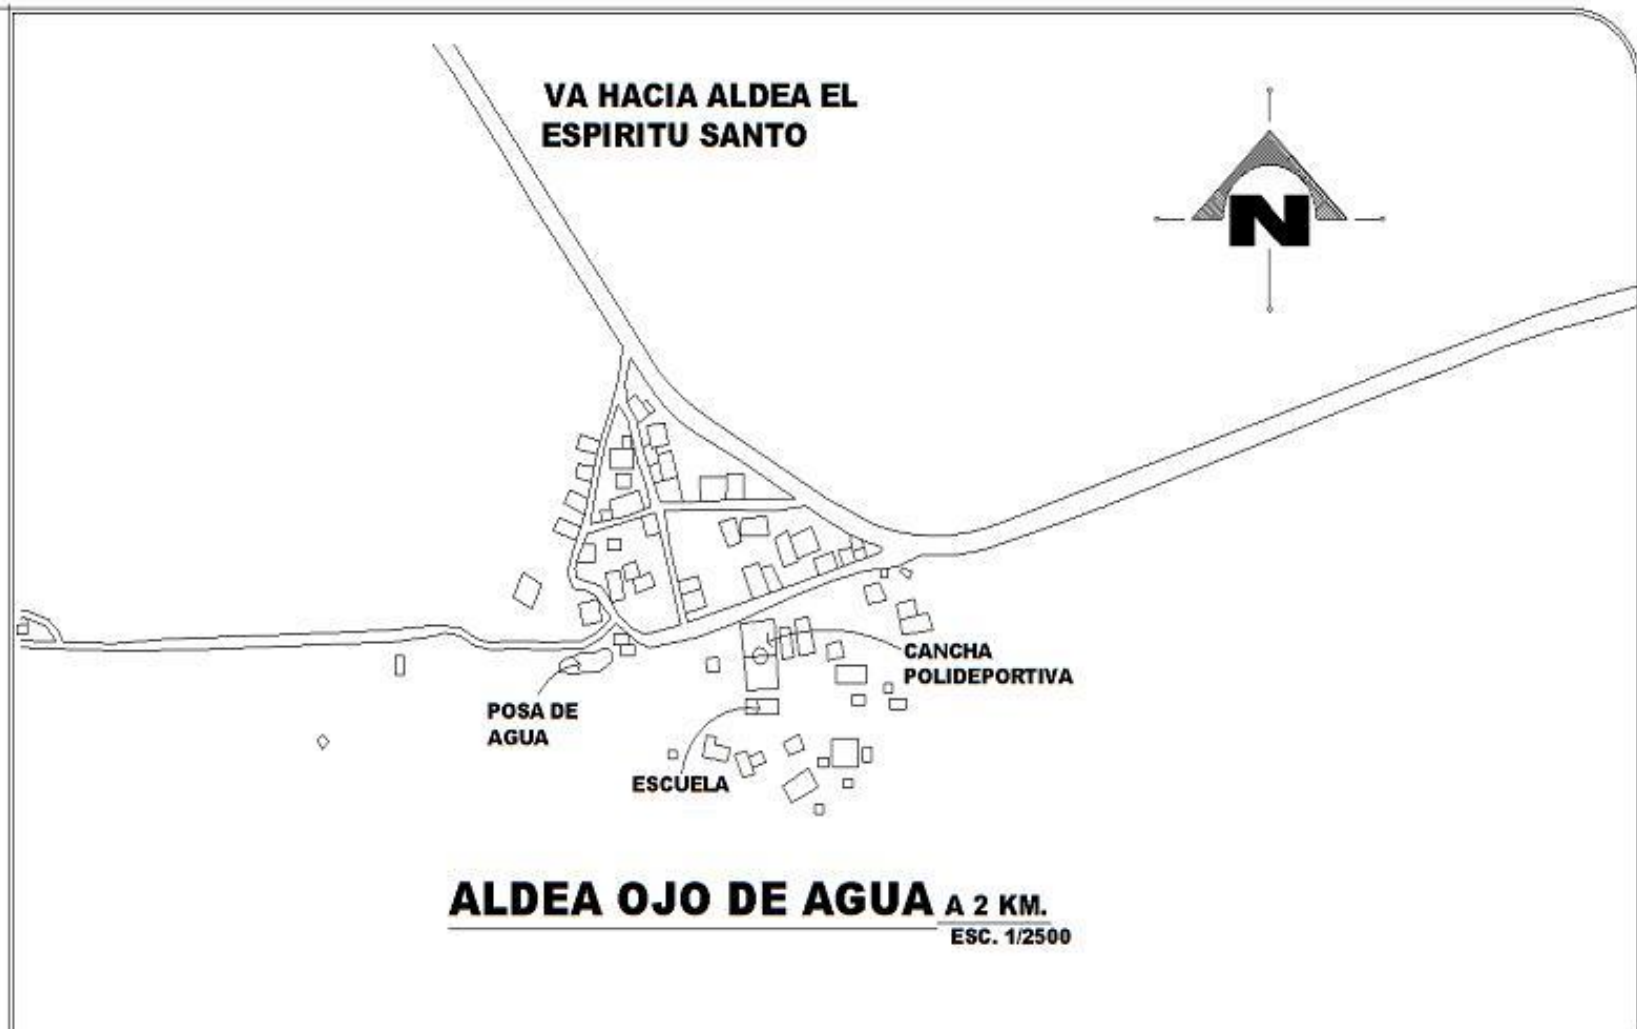 VA HACIA ALDEA EL
ESPIRITU SANTO
N
CANCHA
POLIDEPORTIVA
POSA DE
AGUA
ESCUELA
ALDEA OJO DE AGUA A 2 KM.
ESC. 1/2500